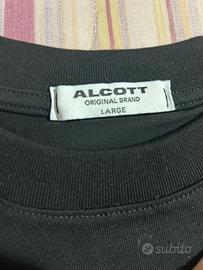 ALCOTT
ORIGINAL BRAND
LARGE
subito